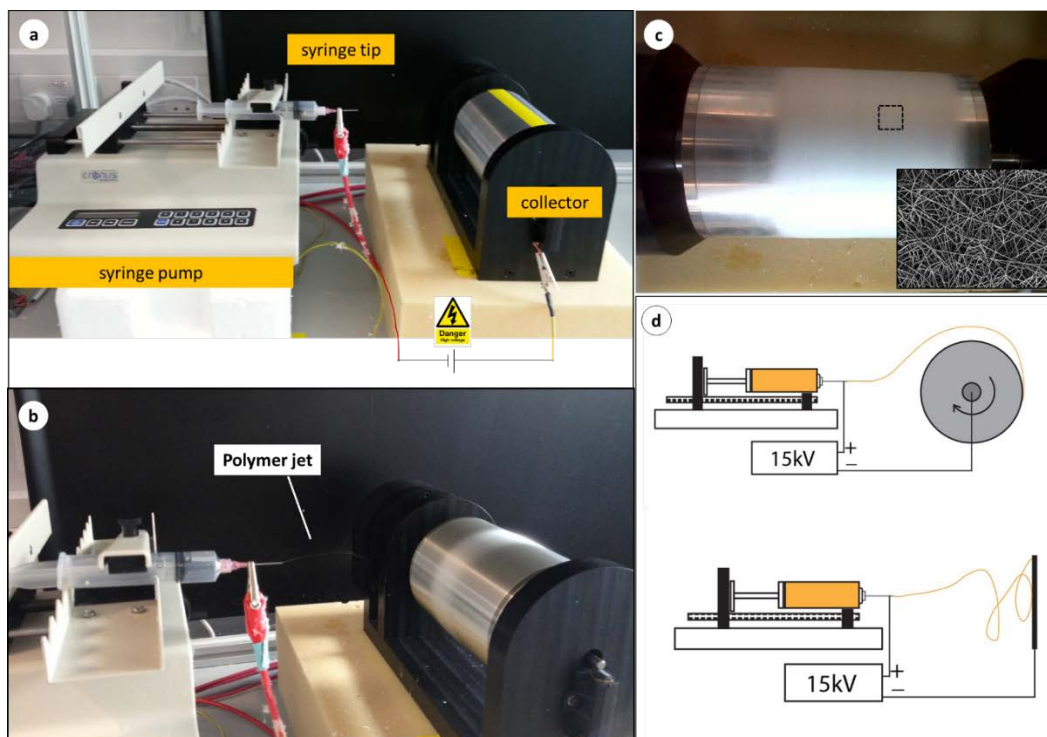 a
syringe tip
collector
syringe pump
Danger
High voltage
b
Polymer jet
c
d
15kV
+
−
15kV
+
−